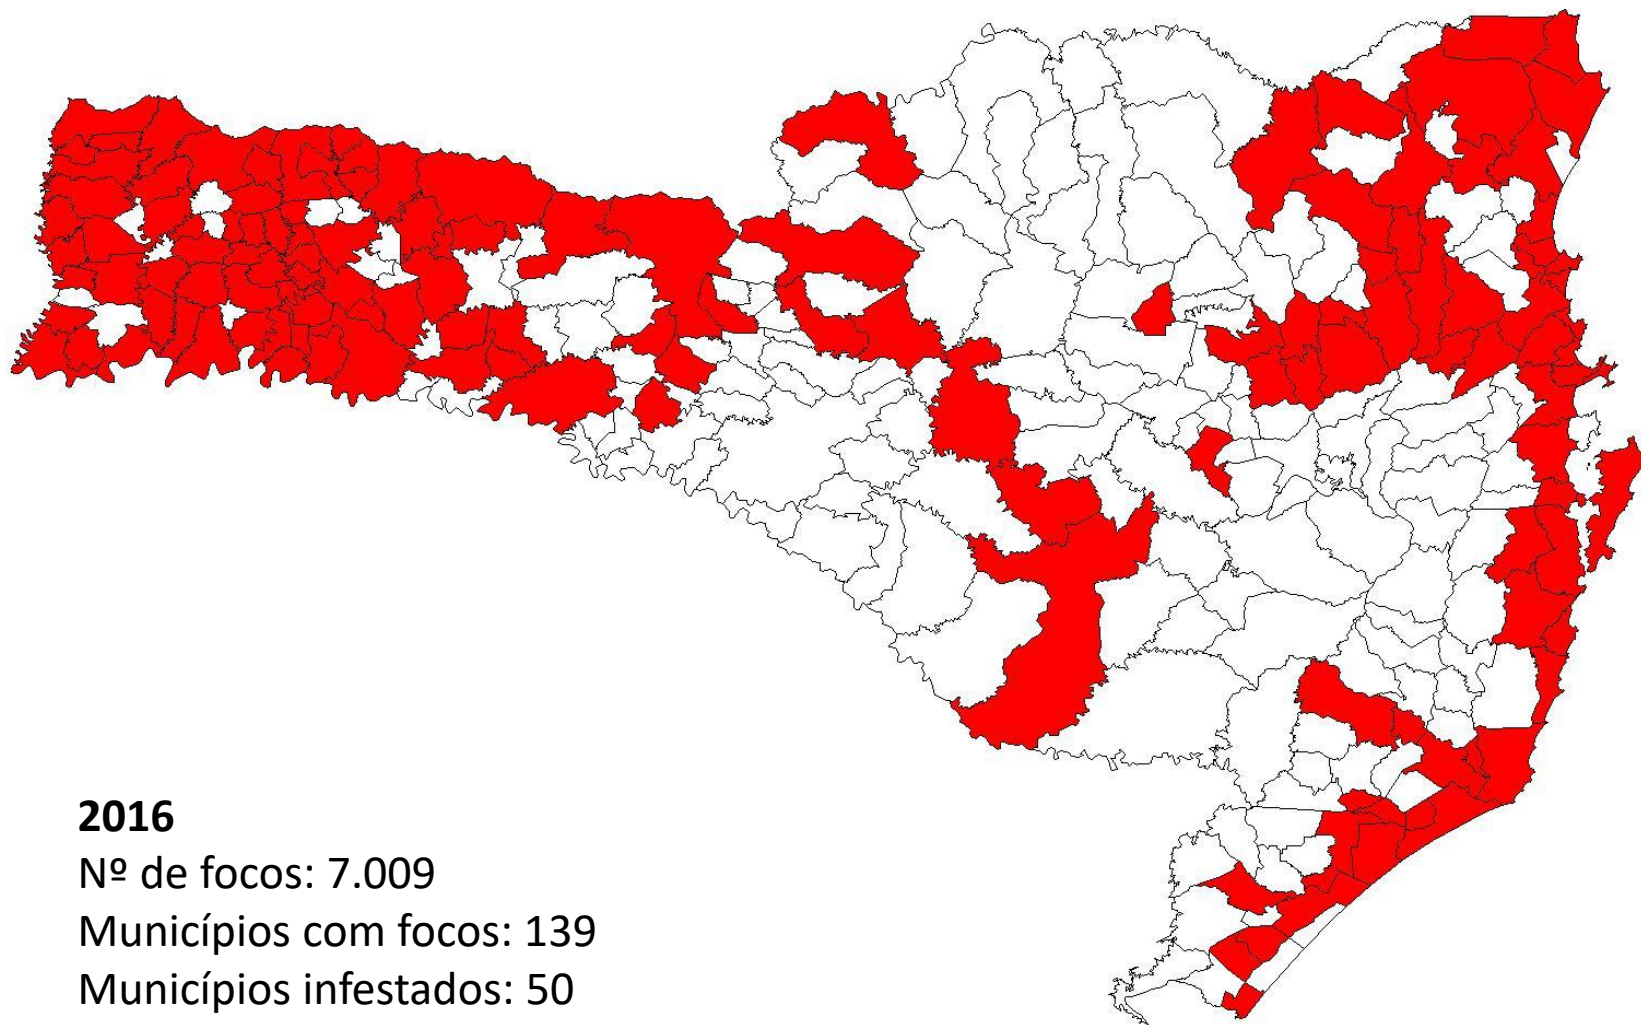 2016
Nº de focos: 7.009
Municípios com focos: 139
Municípios infestados: 50